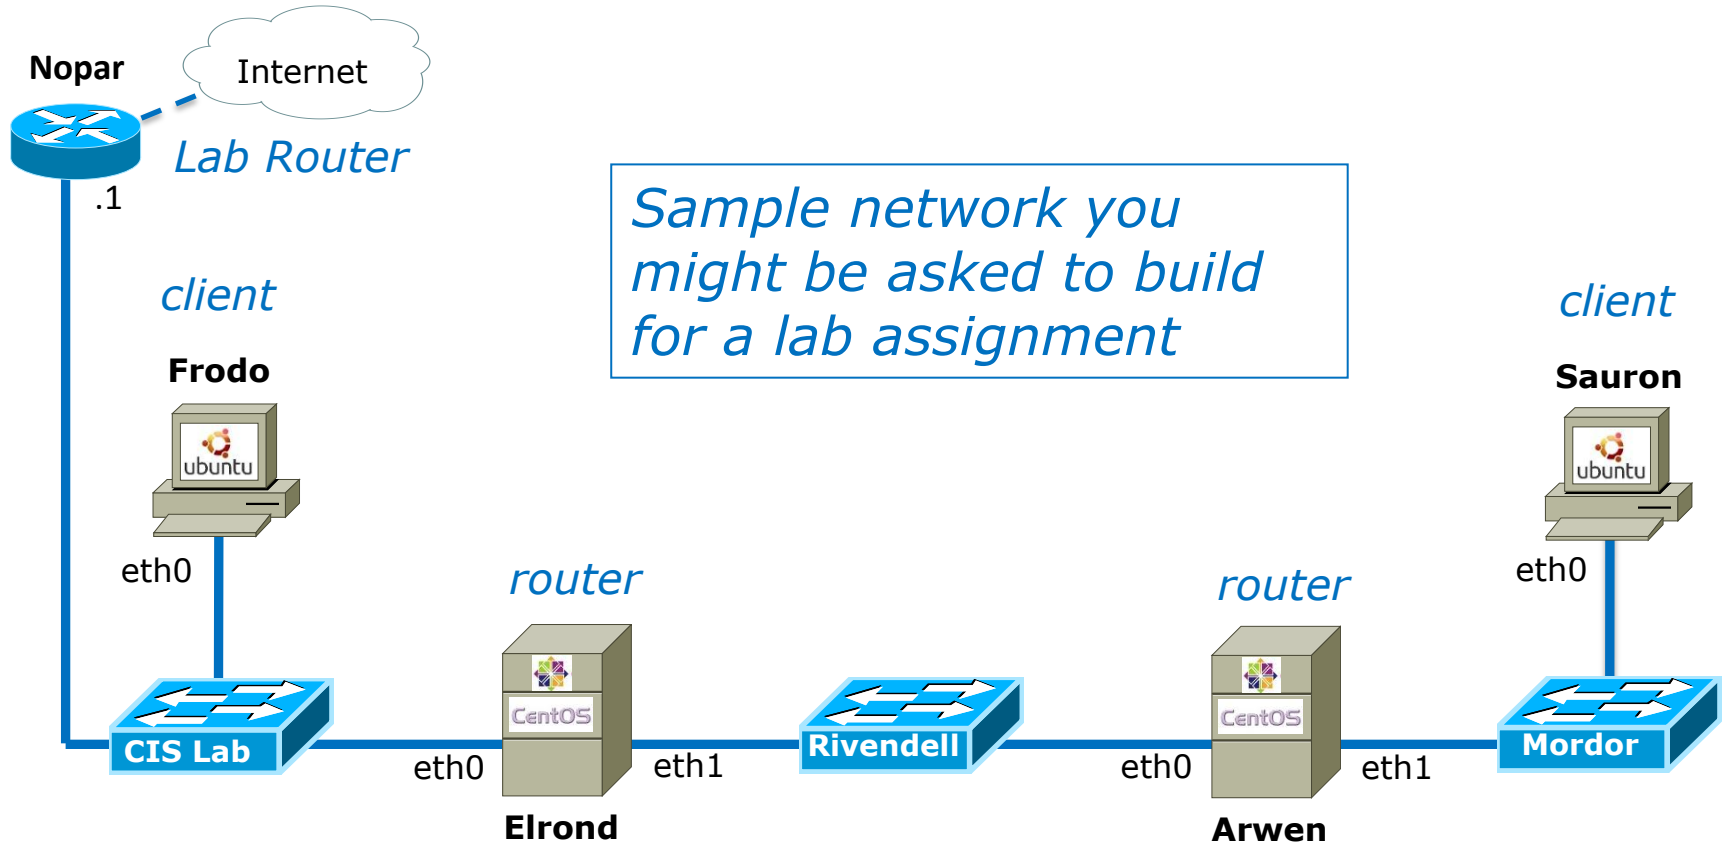 Nopar
Internet
Lab Router
.1
Sample network you
might be asked to build
for a lab assignment
client
client
Frodo
Sauron
ubuntu
ubuntu
eth0
eth0
router
router
CentOS
CentOS
CIS Lab
Rivendell
Mordor
eth0
eth1
eth0
eth1
Elrond
Arwen